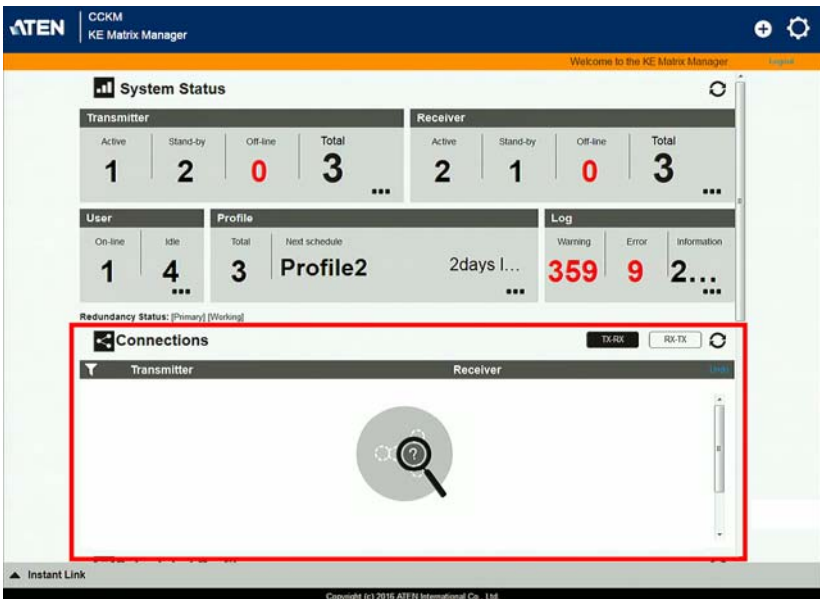 ATEN
CCKM
KE Matrix Manager
Welcome to the KE Matrix Manager
Logout
System Status
Transmitter
Receiver
Active Stand-by Off-line Total
1 2 0 3 ...
Active Stand-by Off-line Total
2 1 0 3 ...
User
Profile
Log
On-line Idle
1 4 ...
Total Next schedule
3 Profile2 2days l... ...
Warning Error Information
359 9 2... ...
Redundancy Status: [Primary] [Working]
Connections
TX-RX RX-TX
Transmitter Receiver Undo
?
Instant Link
Copyright (c) 2016 ATEN International Co., Ltd.